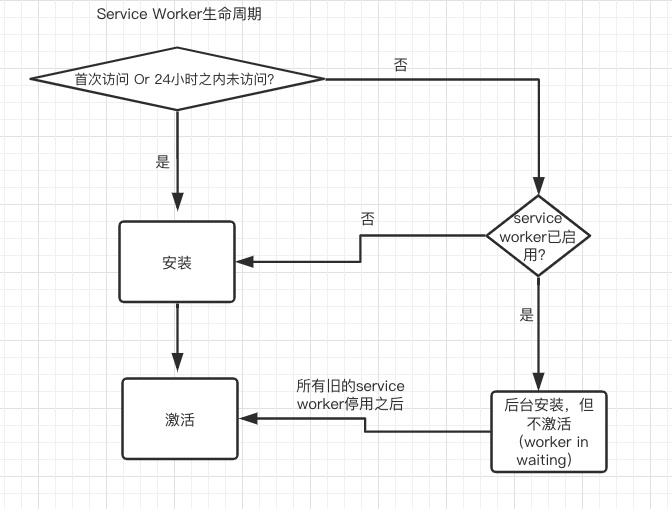 Service Worker生命周期
首次访问 Or 24小时之内未访问?
否
是
service
worker已启
用?
否
安装
是
所有旧的service
worker停用之后
激活
后台安装，但
不激活
（worker in
waiting）